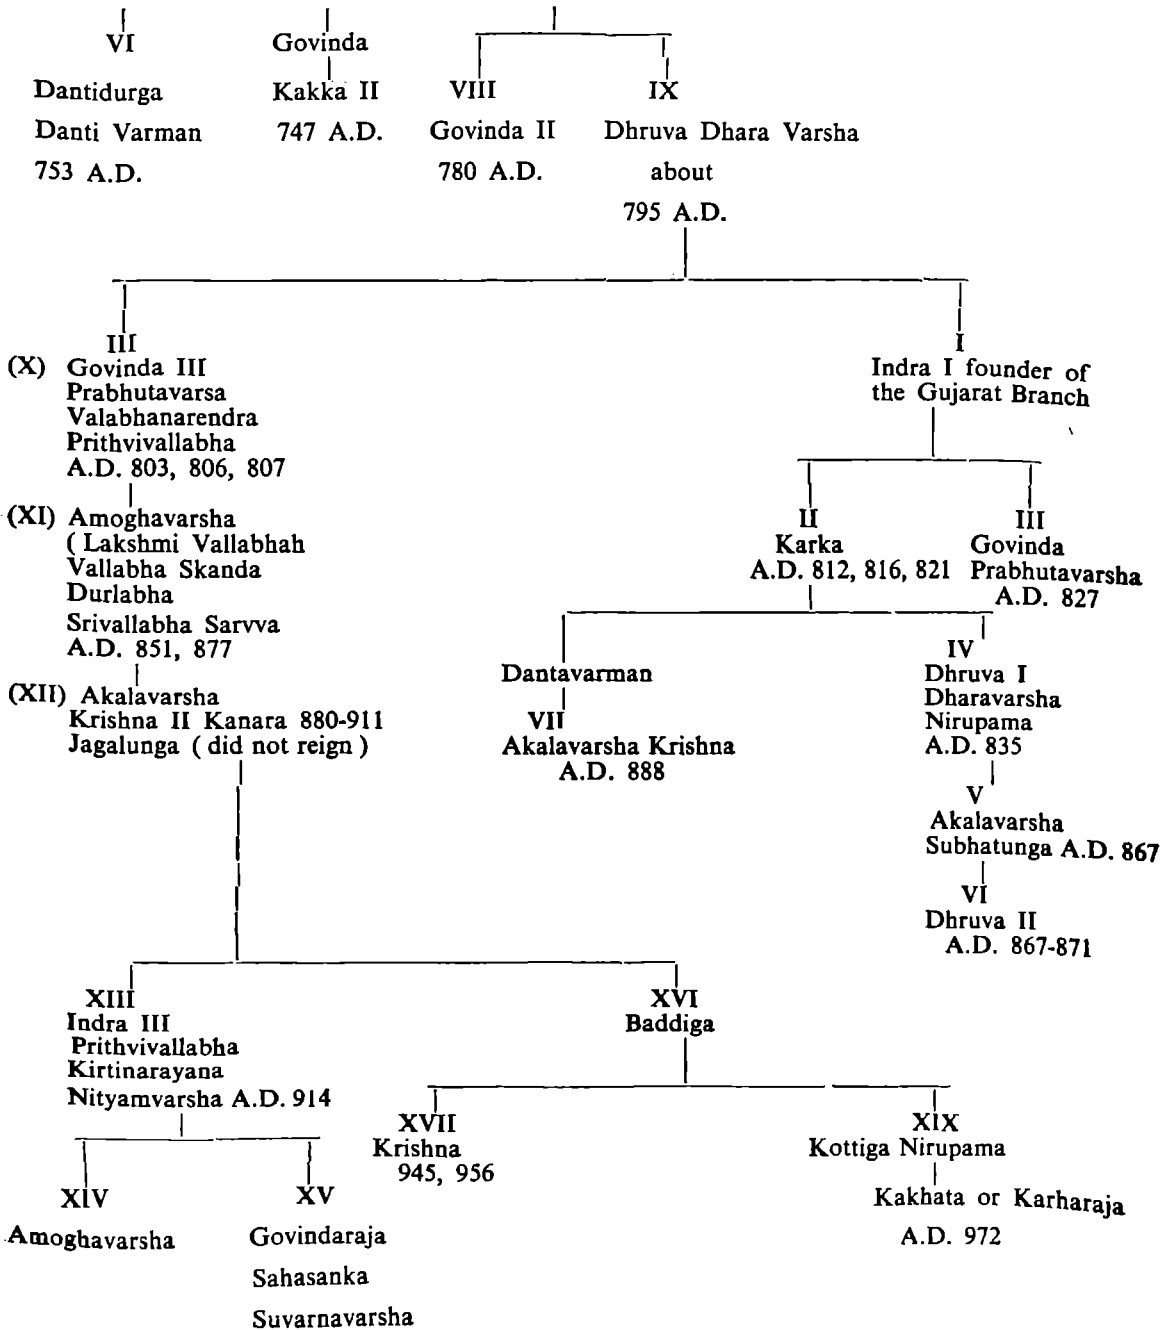 VI
Dantidurga
Danti Varman
753 A.D.
Govinda
Kakka II
747 A.D.
VIII
Govinda II
780 A.D.
IX
Dhruva Dhara Varsha
about
795 A.D.
III
(X) Govinda III
Prabhutavarsa
Valabhanarendra
Prithvivallabha
A.D. 803, 806, 807
(XI) Amoghavarsha
( Lakshmi Vallabhah
Vallabha Skanda
Durlabha
Srivallabha Sarvva
A.D. 851, 877
(XII) Akalavarsha
Krishna II Kanara 880-911
Jagalunga ( did not reign )
I
Indra I founder of
the Gujarat Branch
II
Karka
A.D. 812, 816, 821
III
Govinda
Prabhutavarsha
A.D. 827
Dantavarman
VII
Akalavarsha Krishna
A.D. 888
IV
Dhruva I
Dharavarsha
Nirupama
A.D. 835
V
Akalavarsha
Subhatunga A.D. 867
VI
Dhruva II
A.D. 867-871
XIII
Indra III
Prithvivallabha
Kirtinarayana
Nityamvarsha A.D. 914
XIV
Amoghavarsha
XV
Govindaraja
Sahasanka
Suvarnavarsha
XVI
Baddiga
XVII
Krishna
945, 956
XIX
Kottiga Nirupama
Kakhata or Karharaja
A.D. 972